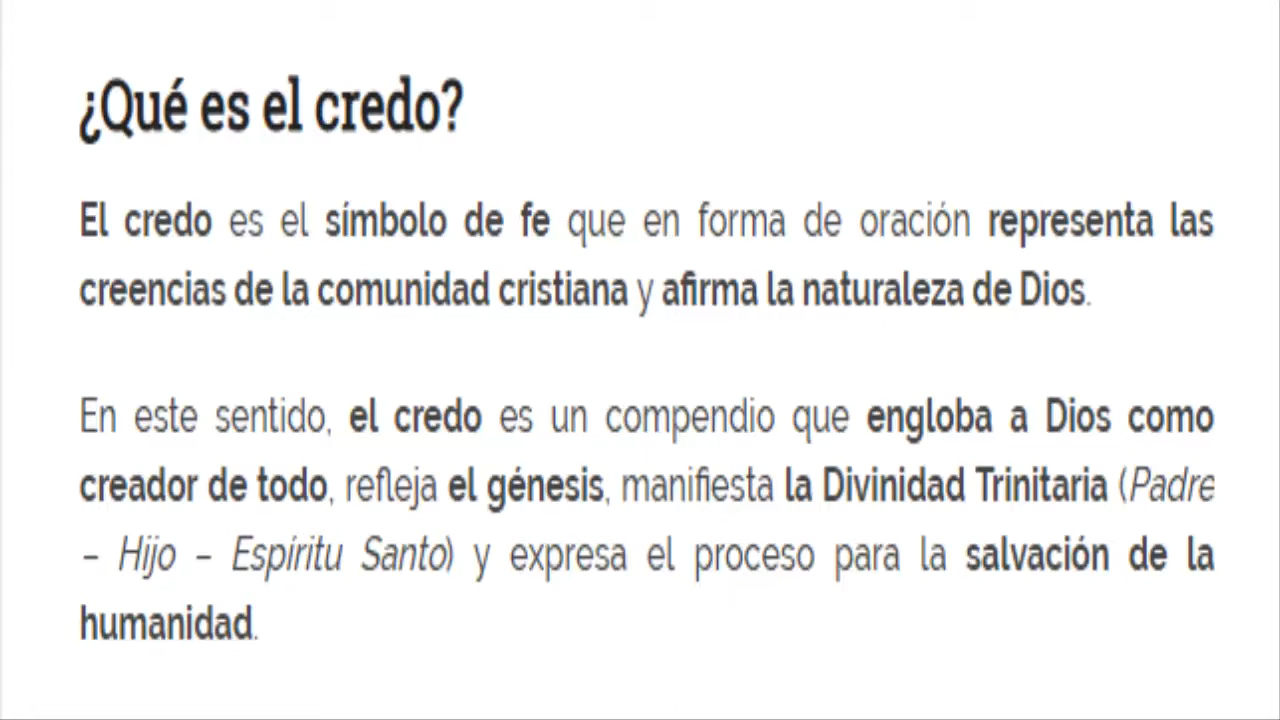 ¿Qué es el credo?
El credo es el símbolo de fe que en forma de oración representa las
creencias de la comunidad cristiana y afirma la naturaleza de Dios.
En este sentido, el credo es un compendio que engloba a Dios como
creador de todo, refleja el génesis, manifiesta la Divinidad Trinitaria (Padre
– Hijo – Espíritu Santo) y expresa el proceso para la salvación de la
humanidad.